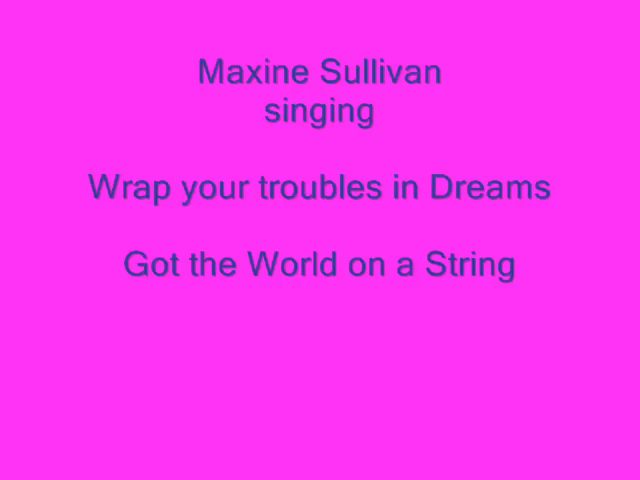 Maxine Sullivan
singing
Wrap your troubles in Dreams
Got the World on a String